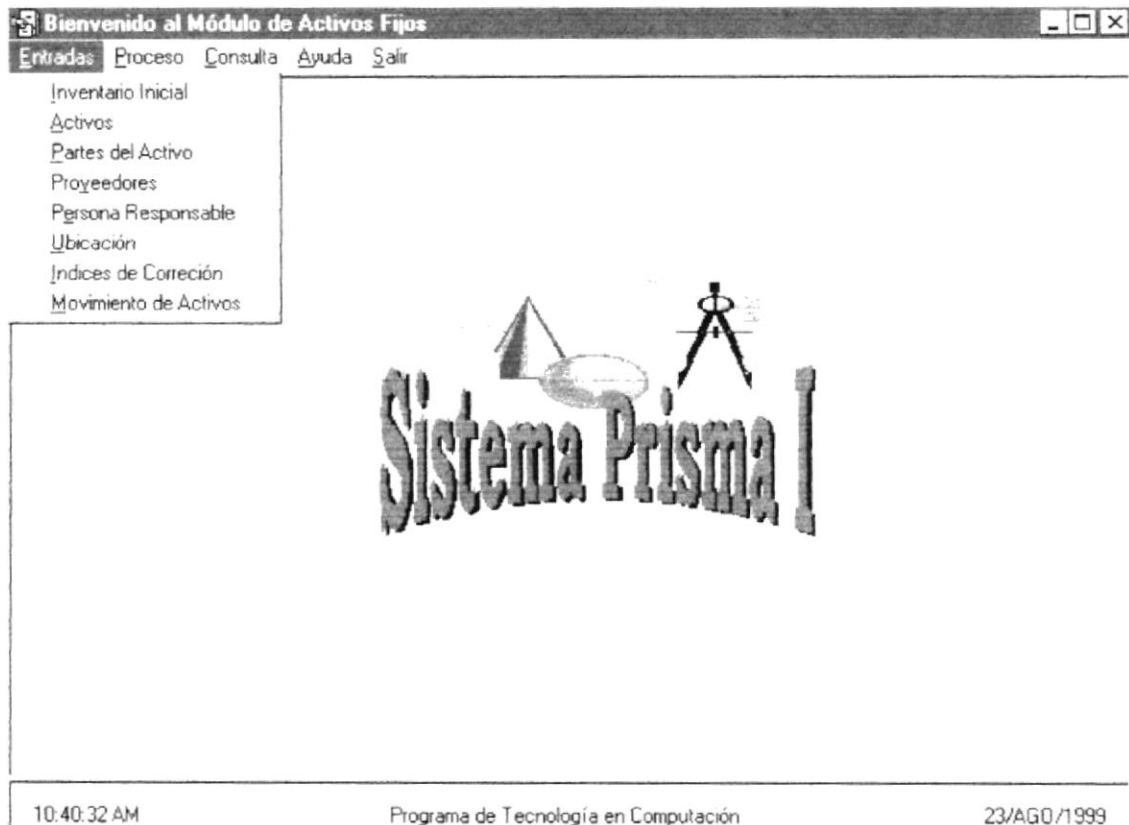 Bienvenido al Módulo de Activos Fijos
Entradas Proceso Consulta Ayuda Salir
Inventario Inicial
Activos
Partes del Activo
Proveedores
Persona Responsable
Ubicación
Indices de Correción
Movimiento de Activos
Sistema Prisma I
10:40:32 AM Programa de Tecnología en Computación 23/AGO/1999